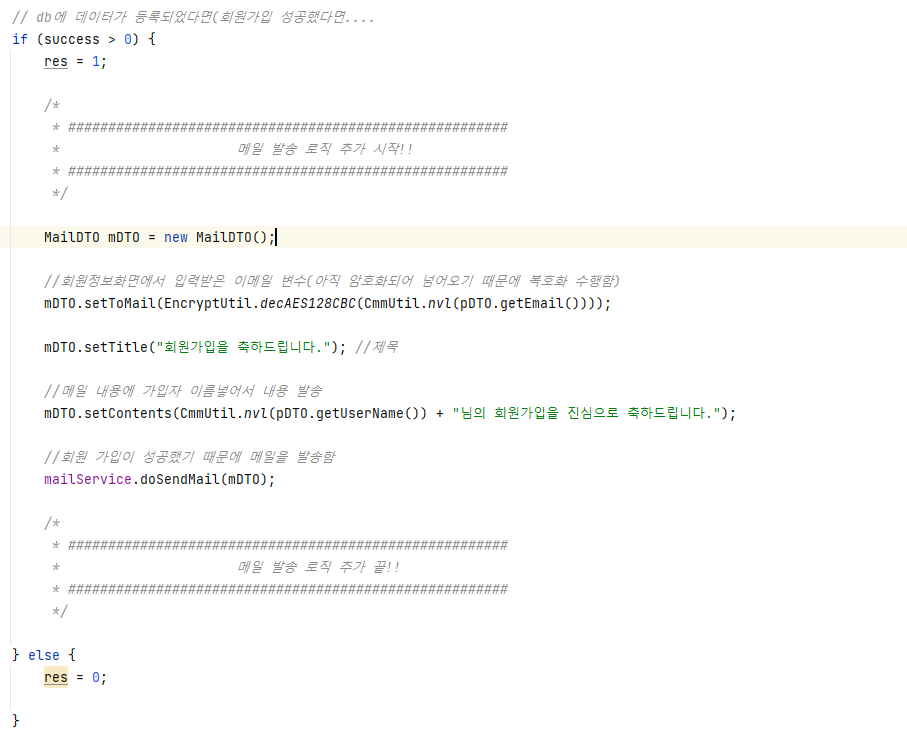 // db에 데이터가 등록되었다면(회원가입 성공했다면....
if (success > 0) {
res = 1;
/*
* #######################################################
* 메일 발송 로직 추가 시작!!
* #######################################################
*/
MailDTO mDTO = new MailDTO();
//회원정보화면에서 입력받은 이메일 변수(아직 암호화되어 넘어오기 때문에 복호화 수행함)
mDTO.setToMail(EncryptUtil.decAES128CBC(CmmUtil.nvl(pDTO.getEmail())));
mDTO.setTitle("회원가입을 축하드립니다."); //제목
//메일 내용에 가입자 이름넣어서 내용 발송
mDTO.setContents(CmmUtil.nvl(pDTO.getUserName()) + "님의 회원가입을 진심으로 축하드립니다.");
//회원 가입이 성공했기 때문에 메일을 발송함
mailService.doSendMail(mDTO);
/*
* #######################################################
* 메일 발송 로직 추가 끝!!
* #######################################################
*/
} else {
res = 0;
}